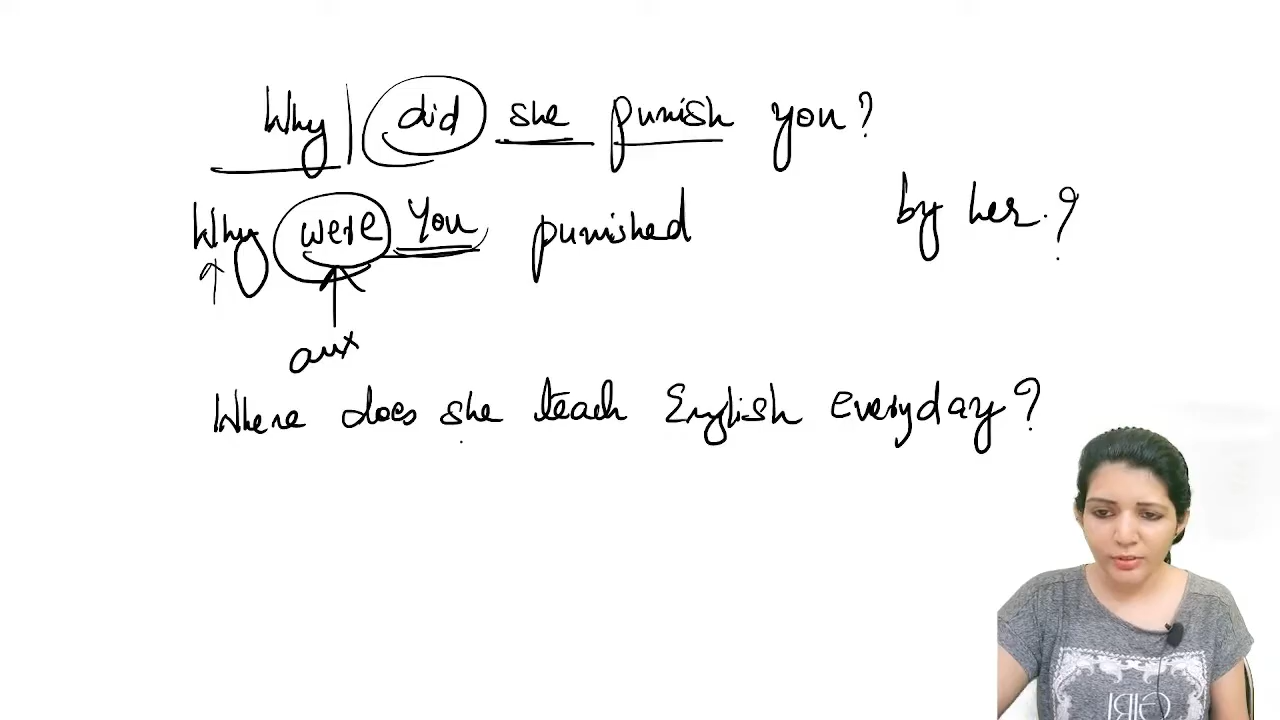 Why did she punish you?
Why were You punished by her.?
aux
Where does she teach English everyday?